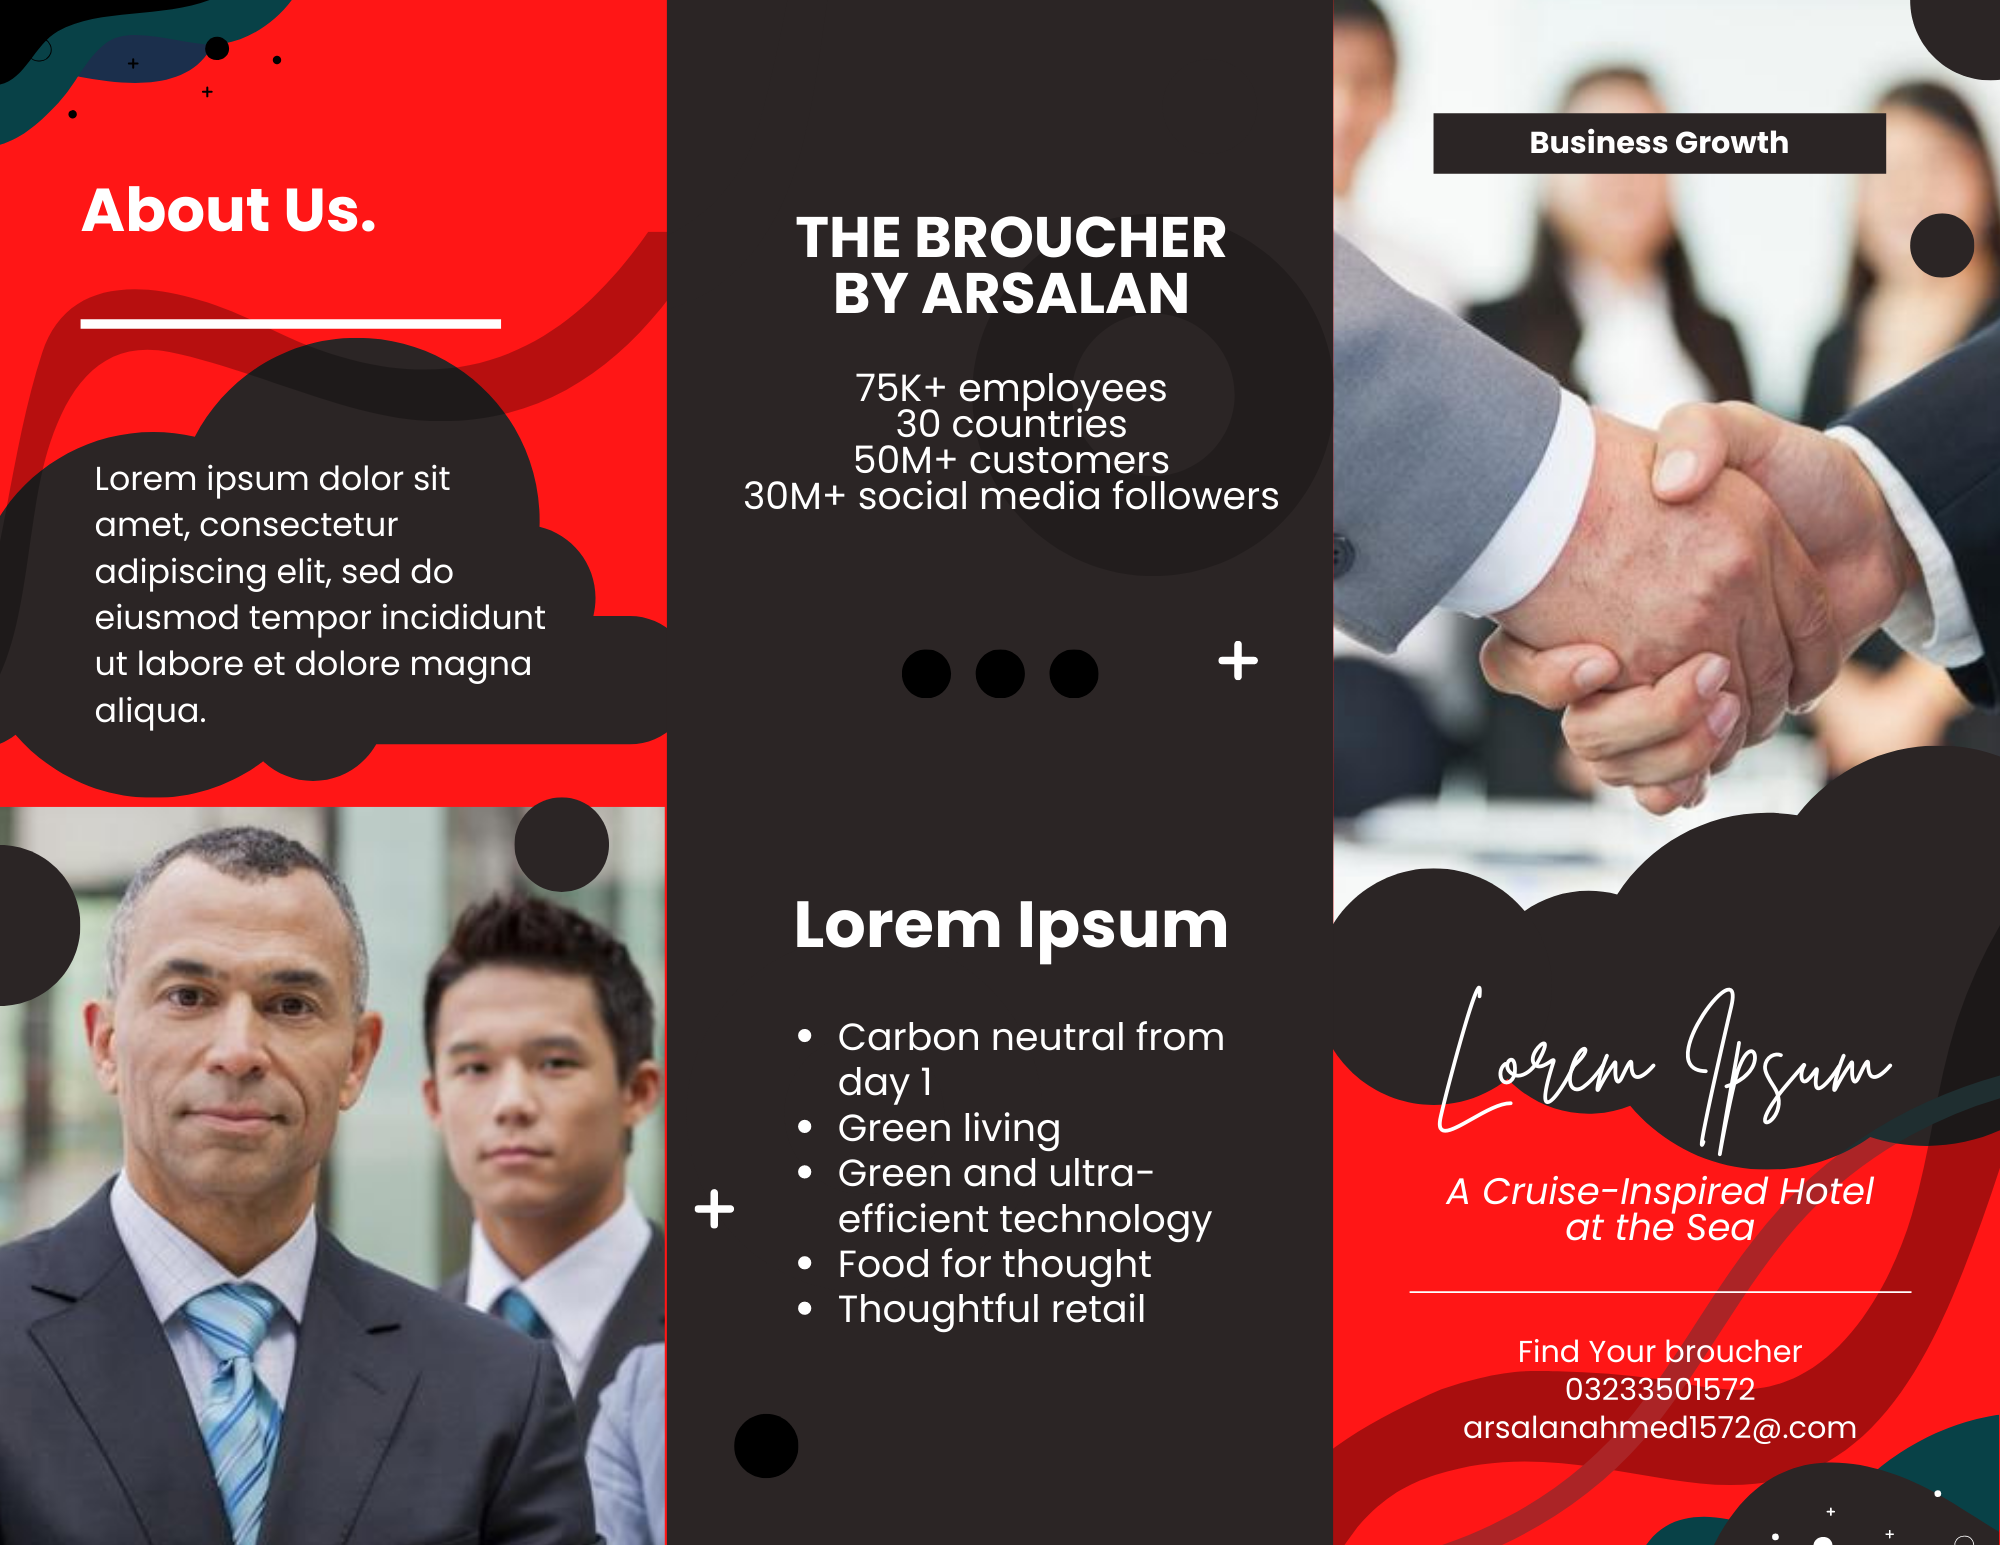 About Us.
Lorem ipsum dolor sit
amet, consectetur
adipiscing elit, sed do
eiusmod tempor incididunt
ut labore et dolore magna
aliqua.
THE BROUCHER
BY ARSALAN
75K+ employees
30 countries
50M+ customers
30M+ social media followers
Lorem Ipsum
• Carbon neutral from
day 1
• Green living
• Green and ultra-
efficient technology
• Food for thought
• Thoughtful retail
Business Growth
Lorem Ipsum
A Cruise-Inspired Hotel
at the Sea
Find Your broucher
03233501572
arsalanahmed1572@.com